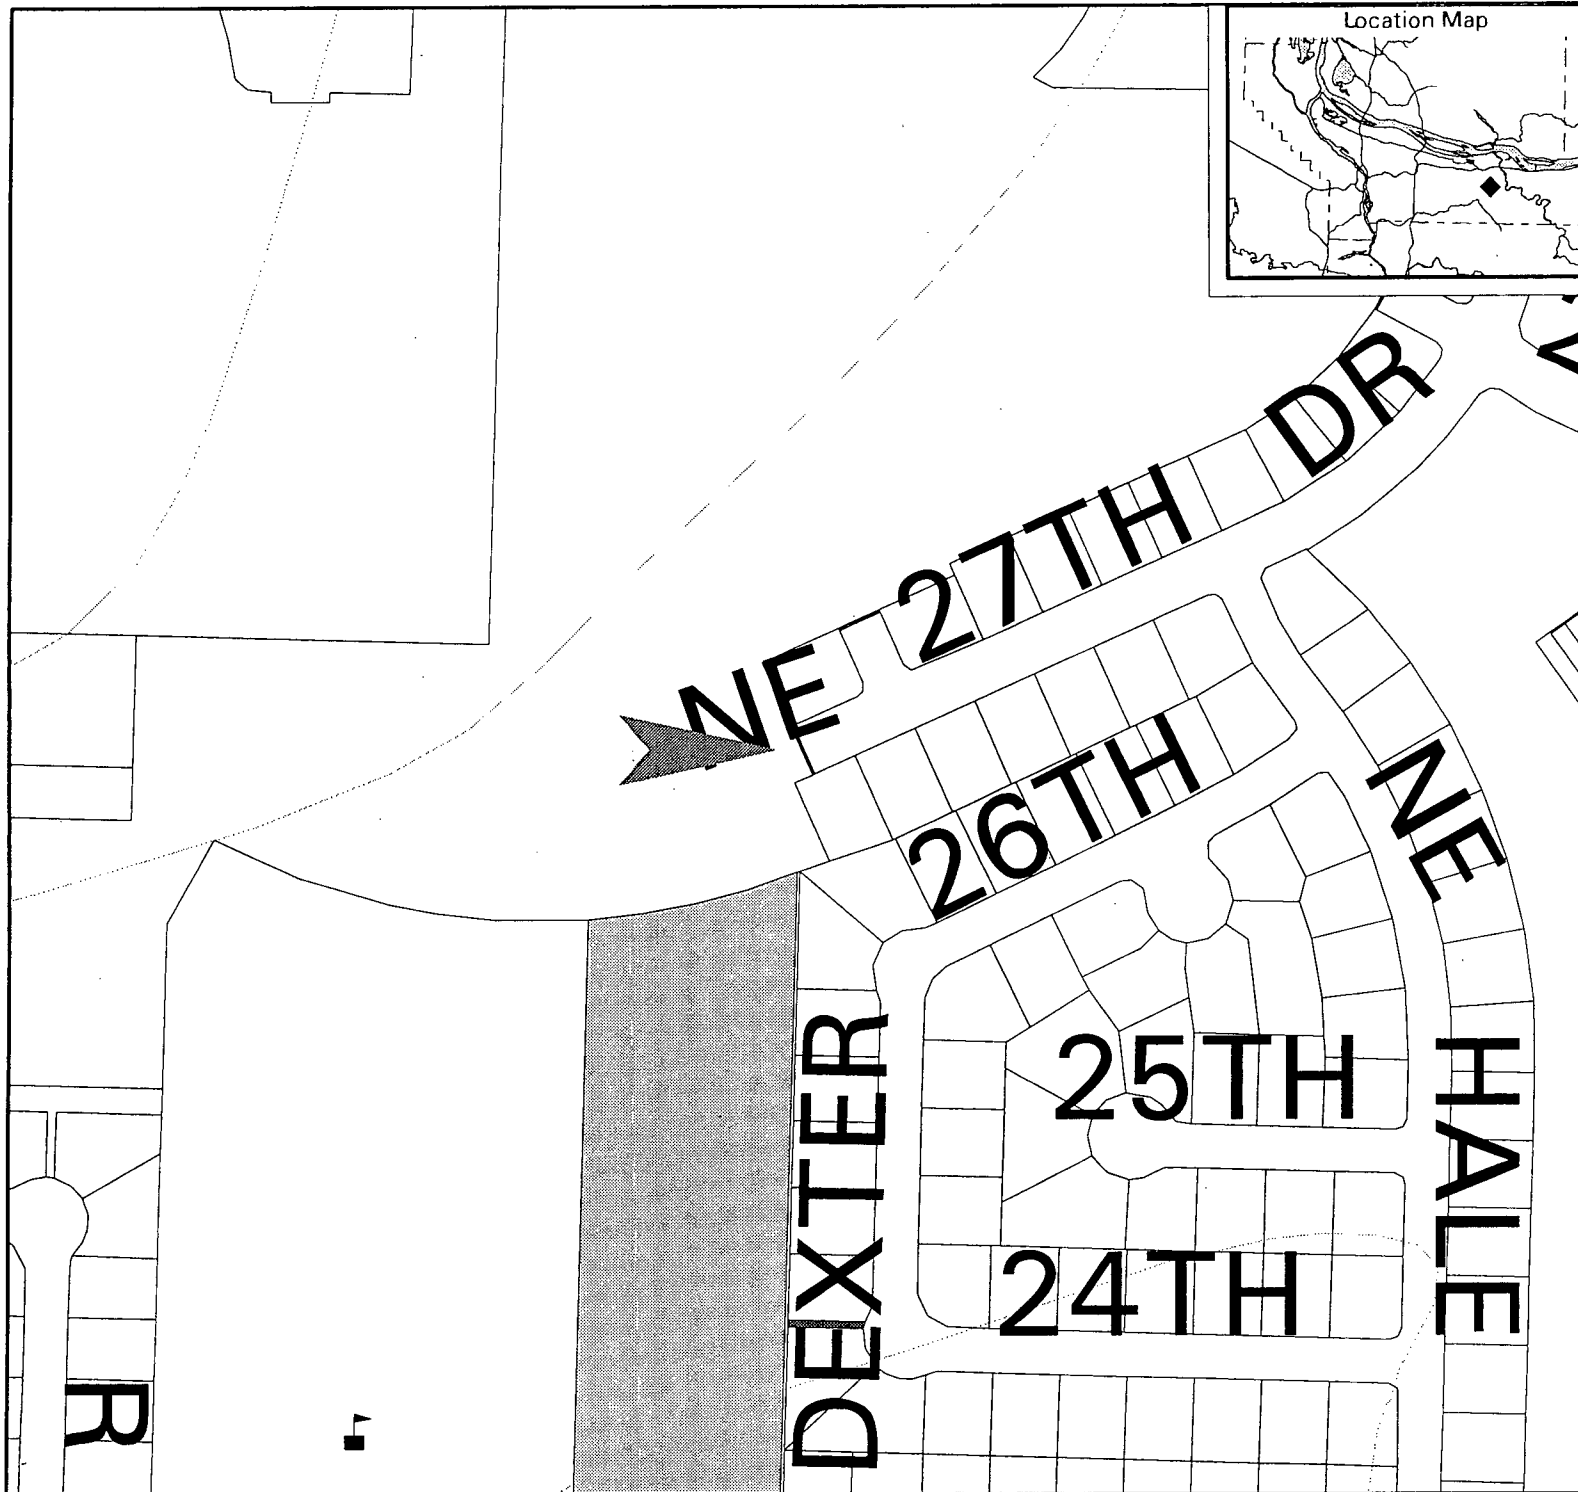 Location Map
NE 27TH DR
26TH
NE HALE
25TH
DEXTER
24TH
R